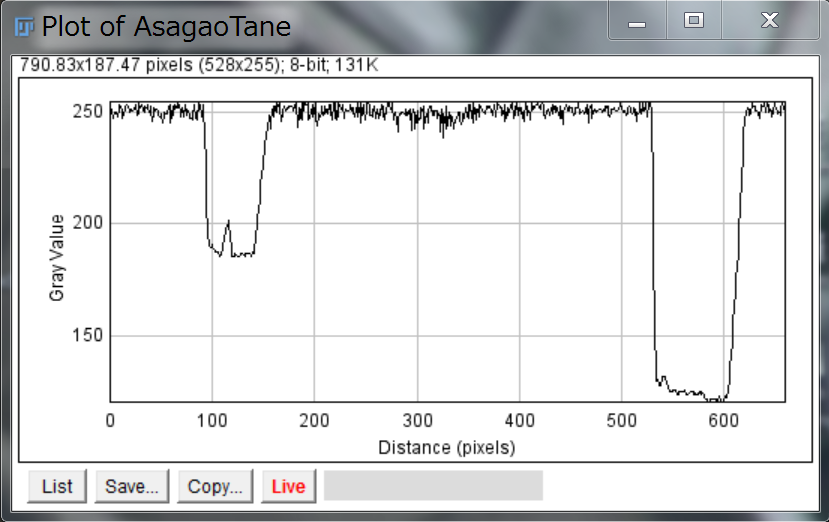 Plot of AsagaoTane
790.83x187.47 pixels (528x255); 8-bit; 131K
250
200
150
Gray Value
0 100 200 300 400 500 600
Distance (pixels)
List Save... Copy... Live